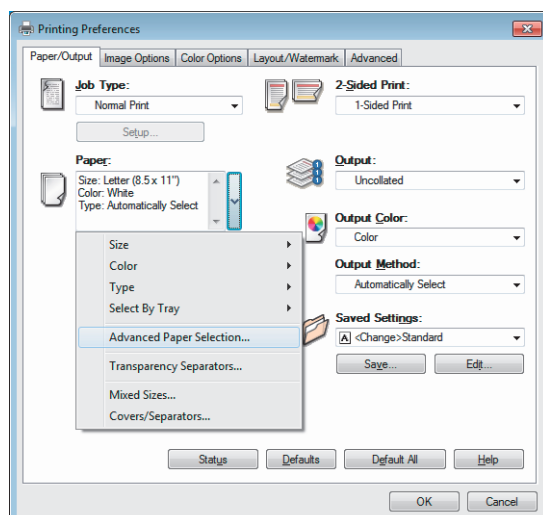 Printing Preferences
Paper/Output Image Options Color Options Layout/Watermark Advanced
Job Type:
Normal Print
Setup...
2-Sided Print:
1-Sided Print
Paper:
Size: Letter (8.5 x 11")
Color: White
Type: Automatically Select
Output:
Uncollated
Output Color:
Color
Output Method:
Automatically Select
Saved Settings:
A <Change>Standard
Save... Edit...
Size
Color
Type
Select By Tray
Advanced Paper Selection...
Transparency Separators...
Mixed Sizes...
Covers/Separators...
Status Defaults Default All Help
OK Cancel